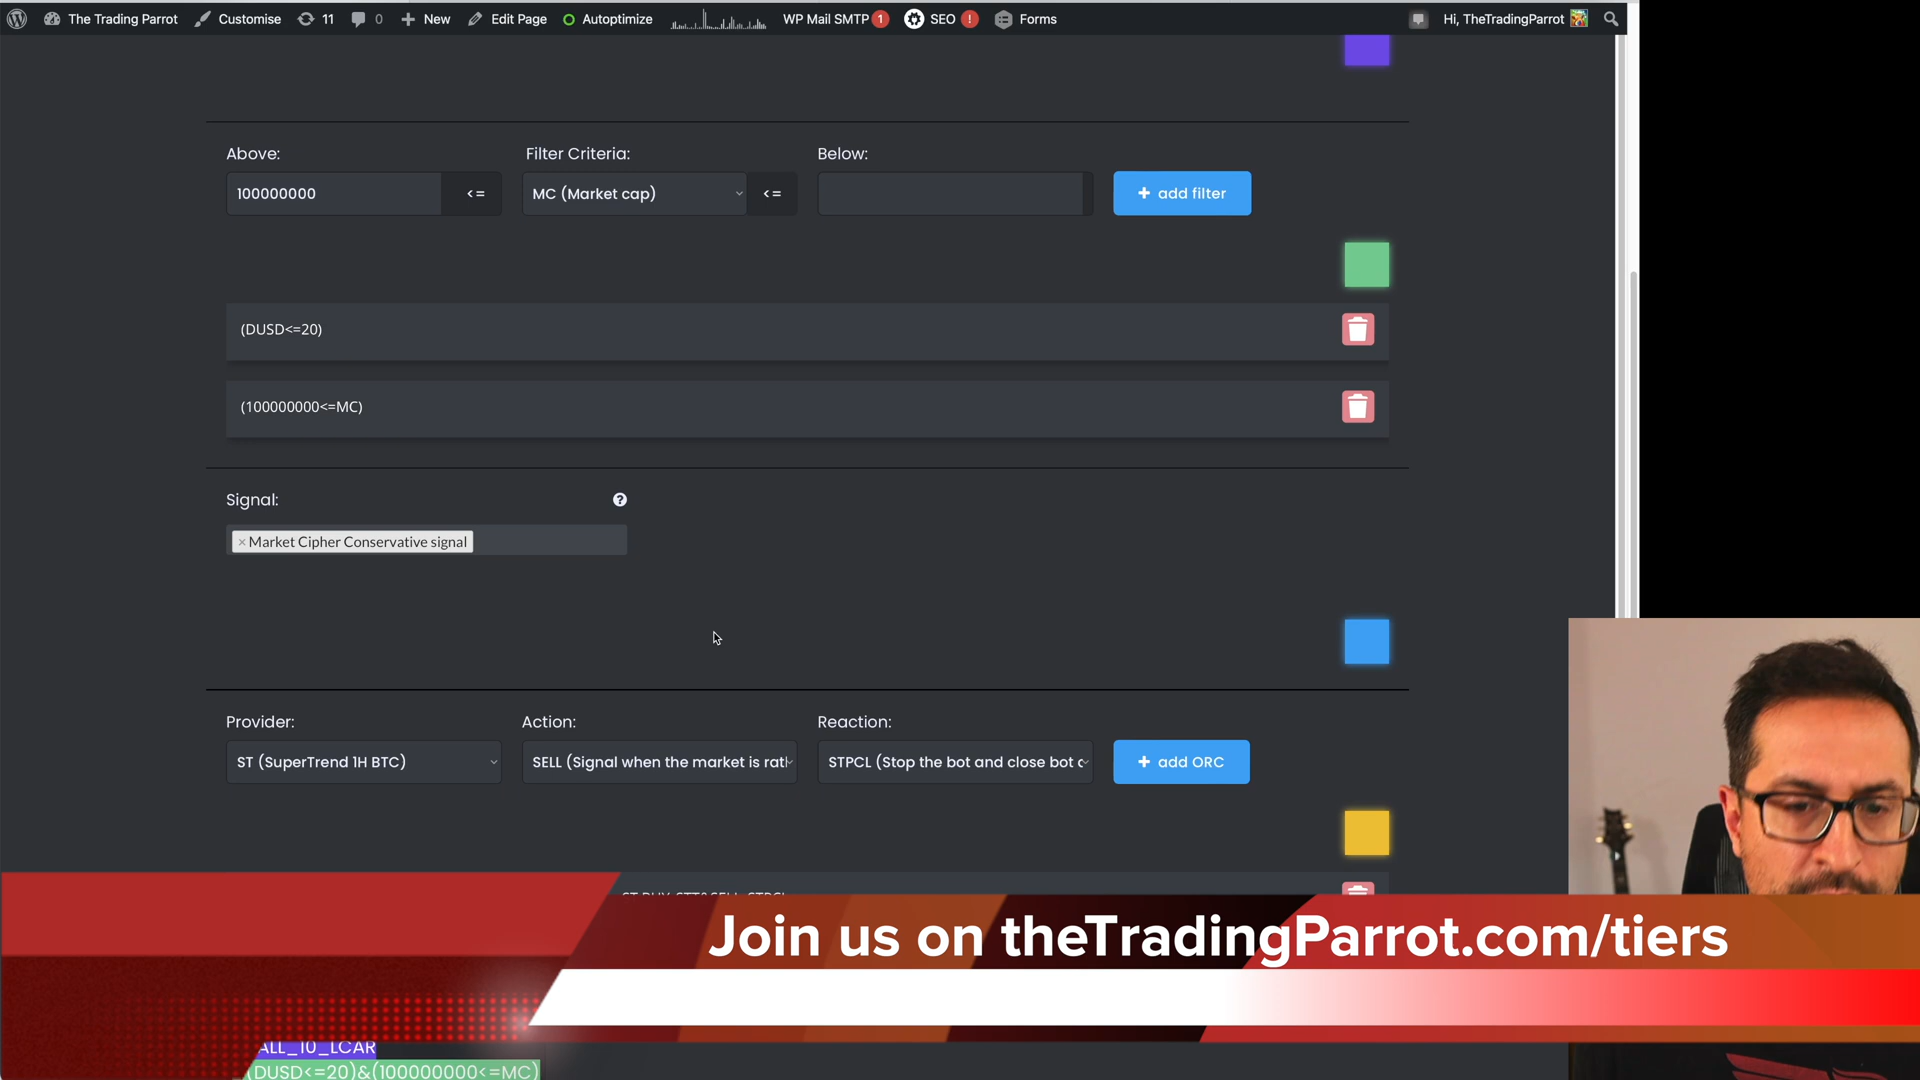 The Trading Parrot Customise 11 0 New Edit Page Autoptimize WP Mail SMTP 1 SEO ! Forms Hi, TheTradingParrot
Above: Filter Criteria: Below:
100000000 <= MC (Market cap) <= + add filter
(DUSD<=20)
(100000000<=MC)
Signal: ?
× Market Cipher Conservative signal
Provider: Action: Reaction:
ST (SuperTrend 1H BTC) SELL (Signal when the market is rat STPCL (Stop the bot and close bot + add ORC
Join us on theTradingParrot.com/tiers
ALL_10_LCAR
(DUSD<=20)&(100000000<=MC)